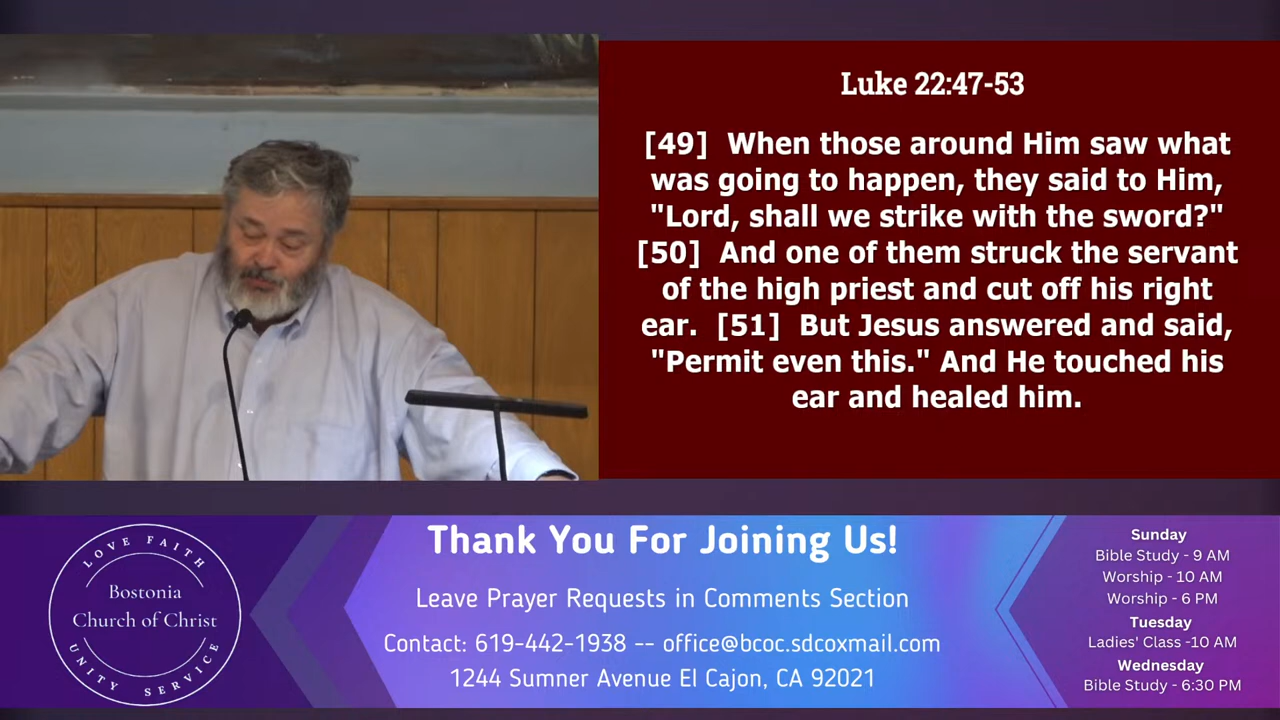 Luke 22:47-53
[49]  When those around Him saw what
was going to happen, they said to Him,
"Lord, shall we strike with the sword?"
[50]  And one of them struck the servant
of the high priest and cut off his right
ear.  [51]  But Jesus answered and said,
"Permit even this." And He touched his
ear and healed him.
LOVE FAITH
Bostonia
Church of Christ
UNITY SERVICE
Thank You For Joining Us!
Leave Prayer Requests in Comments Section
Contact: 619-442-1938 -- office@bcoc.sdcoxmail.com
1244 Sumner Avenue El Cajon, CA 92021
Sunday
Bible Study - 9 AM
Worship - 10 AM
Worship - 6 PM
Tuesday
Ladies' Class -10 AM
Wednesday
Bible Study - 6:30 PM